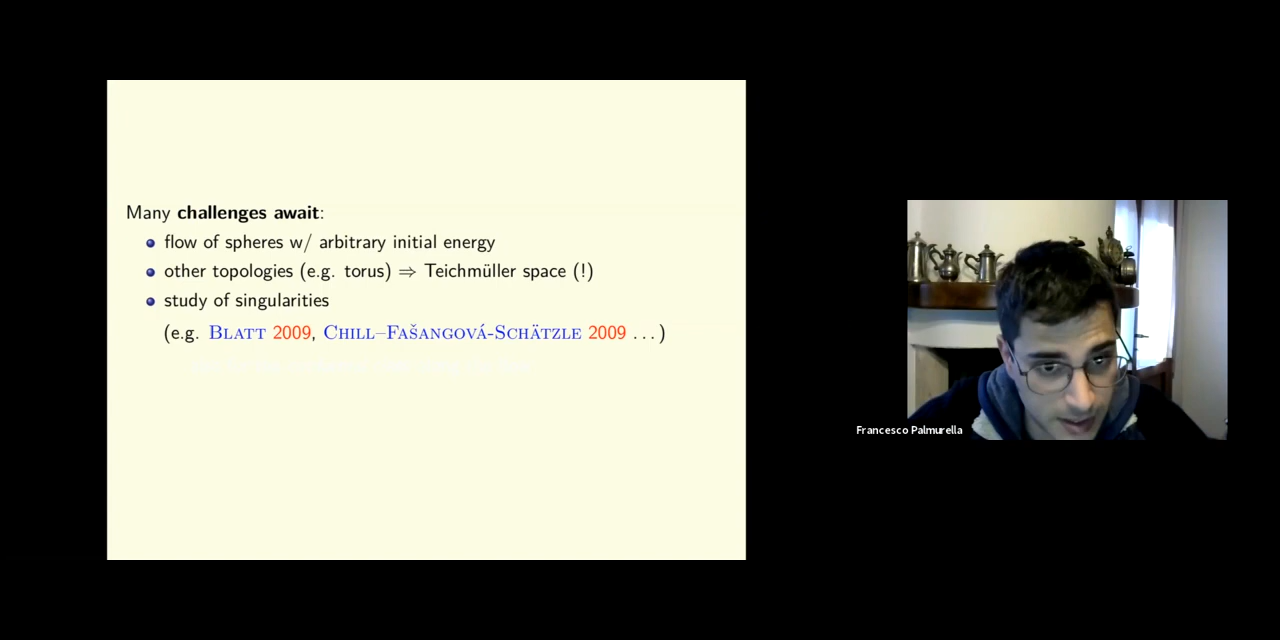 Many challenges await:
flow of spheres w/ arbitrary initial energy
other topologies (e.g. torus) ⇒ Teichmüller space (!)
study of singularities
(e.g. Blatt 2009, Chill–Fašangová-Schätzle 2009 ...)
Francesco Palmurella